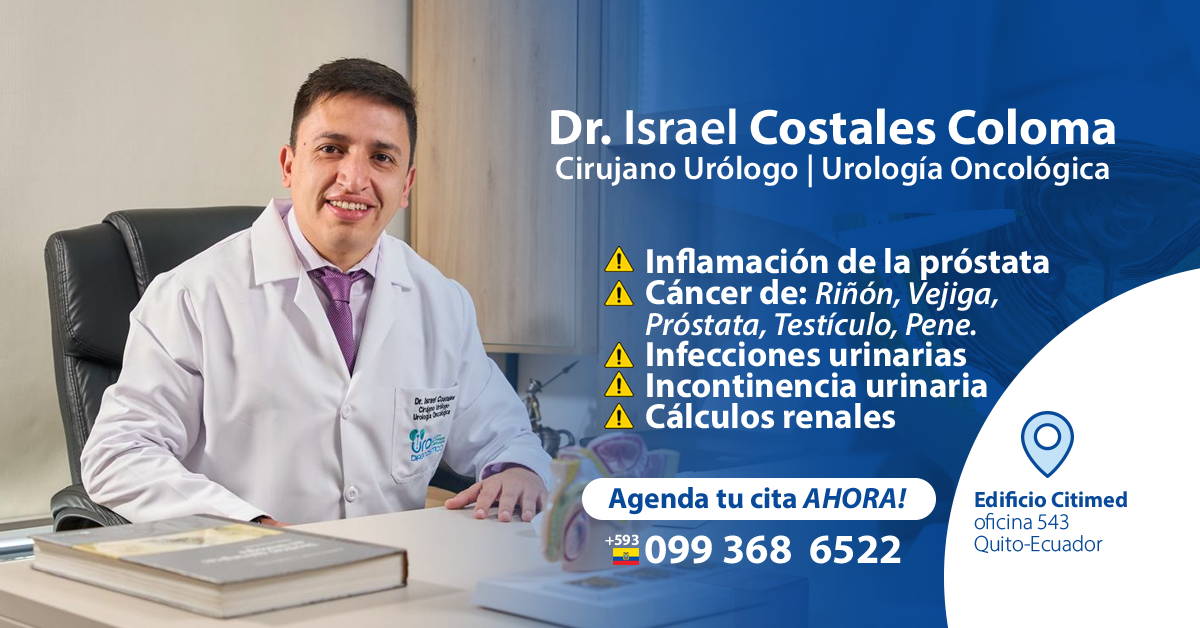 Dr. Israel Costales Coloma
Cirujano Urólogo | Urología Oncológica
Inflamación de la próstata
Cáncer de: Riñón, Vejiga,
Próstata, Testículo, Pene.
Infecciones urinarias
Incontinencia urinaria
Cálculos renales
Agenda tu cita AHORA!
+593
099 368 6522
Edificio Citimed
oficina 543
Quito-Ecuador
Dr. Israel Costales
Cirujano Urólogo
Urología Oncológica
Uro